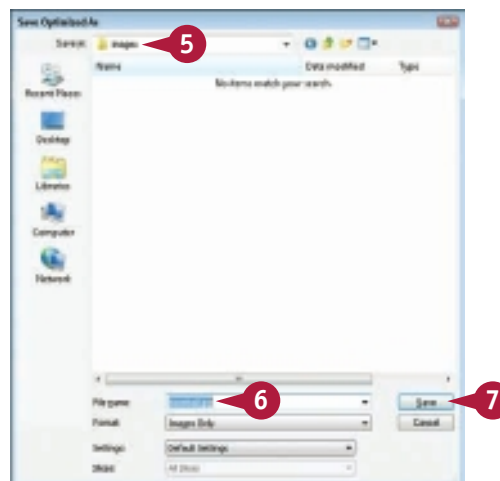 Save Optimized As
Save in: images
5
Name Date modified Type
No items match your search.
Recent Places
Desktop
Libraries
Computer
Network
File name:
6
Save
7
Format: Images Only
Cancel
Settings: Default Settings
Slices: All Slices